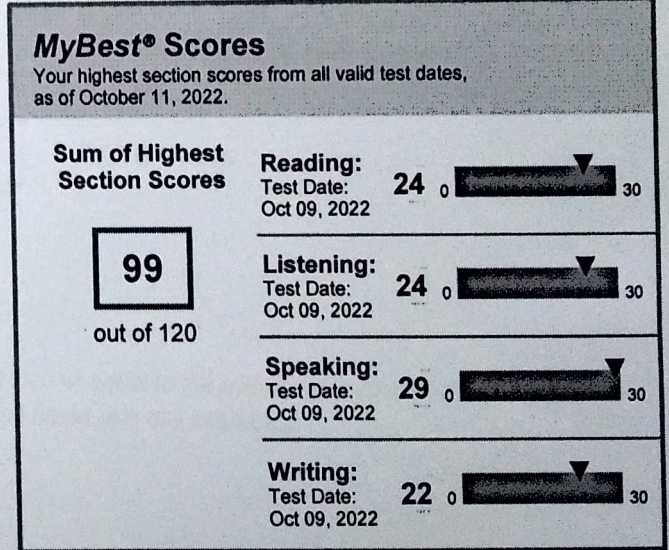 MyBest® Scores
Your highest section scores from all valid test dates,
as of October 11, 2022.
Sum of Highest
Section Scores
99
out of 120
Reading:
Test Date:
Oct 09, 2022
24
0
30
Listening:
Test Date:
Oct 09, 2022
24
0
30
Speaking:
Test Date:
Oct 09, 2022
29
0
30
Writing:
Test Date:
Oct 09, 2022
22
0
30